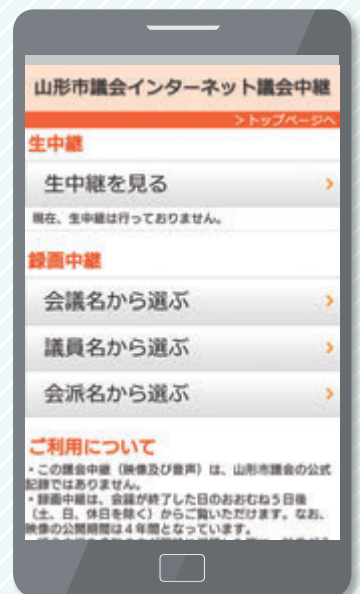 山形市議会インターネット議会中継
>トップページへ
生中継
生中継を見る
現在、生中継は行っておりません。
録画中継
会議名から選ぶ
議員名から選ぶ
会派名から選ぶ
ご利用について
・この議会中継（映像及び音声）は、山形市議会の公式
記録ではありません。
・録画中継は、会議が終了した日のおおむね５日後
（土、日、休日を除く）からご覧いただけます。なお、
映像の公開期間は４年間となっています。